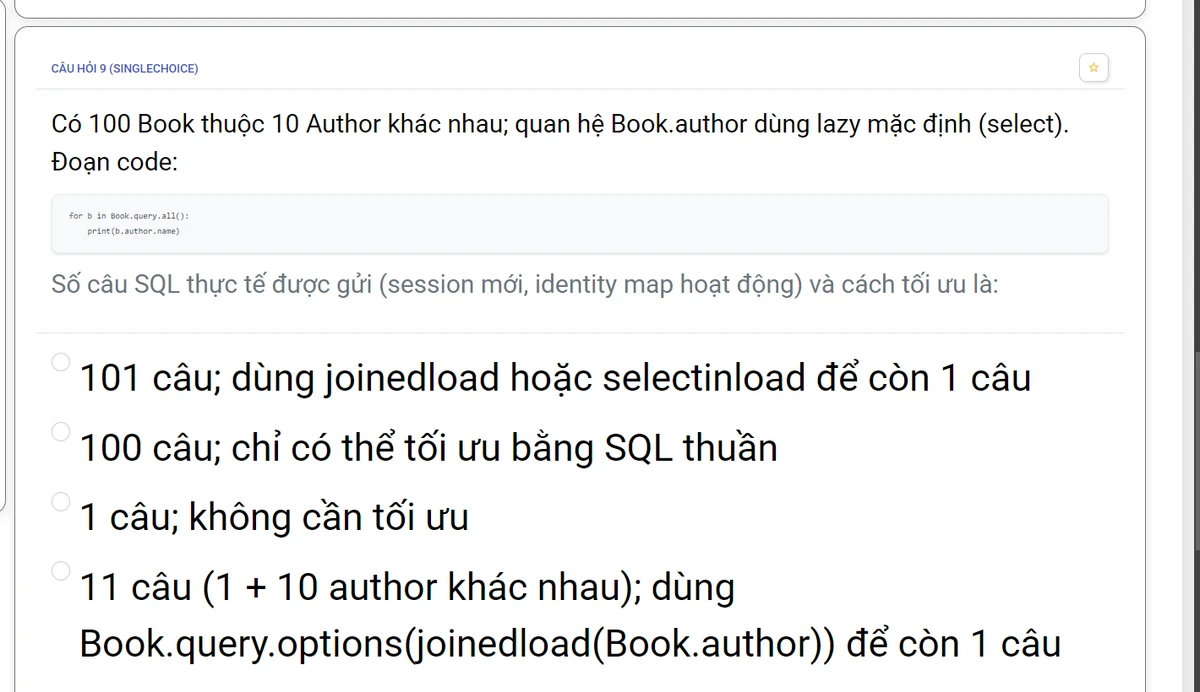 CÂU HỎI 9 (SINGLECHOICE)
Có 100 Book thuộc 10 Author khác nhau; quan hệ Book.author dùng lazy mặc định (select).
Đoạn code:
for b in Book.query.all():
    print(b.author.name)
Số câu SQL thực tế được gửi (session mới, identity map hoạt động) và cách tối ưu là:
101 câu; dùng joinedload hoặc selectinload để còn 1 câu
100 câu; chỉ có thể tối ưu bằng SQL thuần
1 câu; không cần tối ưu
11 câu (1 + 10 author khác nhau); dùng
Book.query.options(joinedload(Book.author)) để còn 1 câu